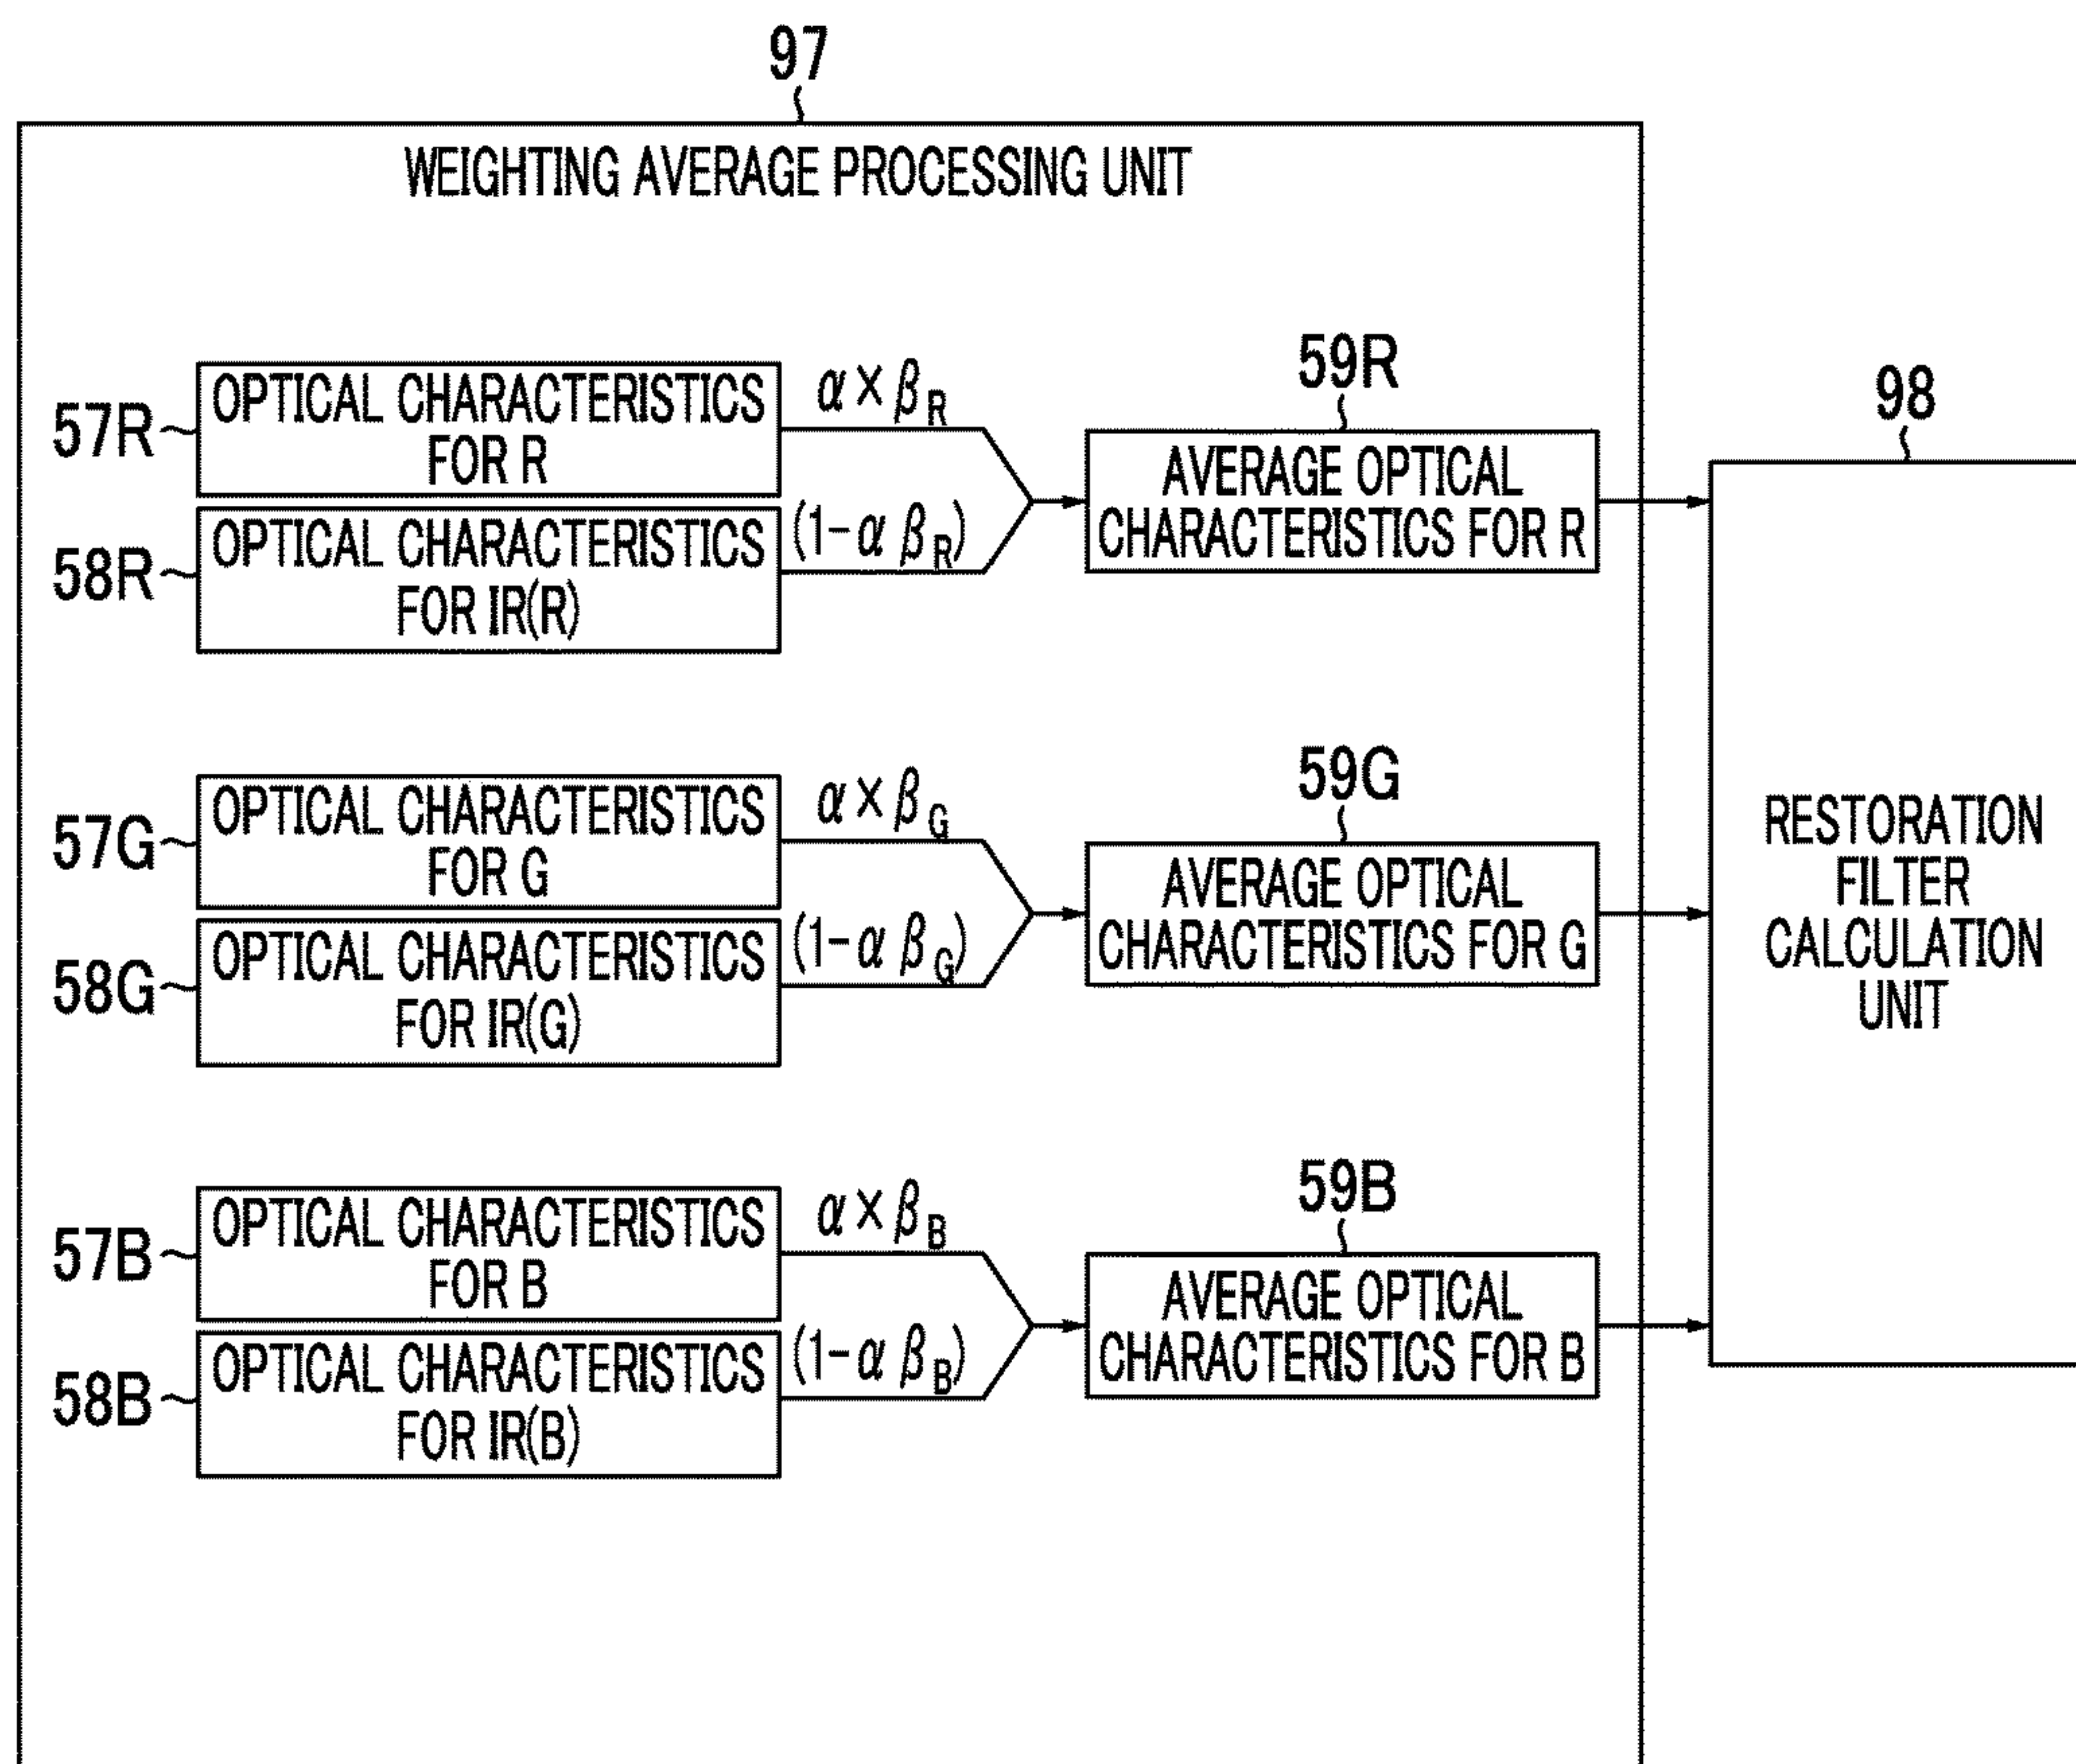 97
WEIGHTING AVERAGE PROCESSING UNIT
57R
OPTICAL CHARACTERISTICS
FOR R
α×βR
58R
OPTICAL CHARACTERISTICS
FOR IR(R)
(1-αβR)
59R
AVERAGE OPTICAL
CHARACTERISTICS FOR R
57G
OPTICAL CHARACTERISTICS
FOR G
α×βG
58G
OPTICAL CHARACTERISTICS
FOR IR(G)
(1-αβG)
59G
AVERAGE OPTICAL
CHARACTERISTICS FOR G
57B
OPTICAL CHARACTERISTICS
FOR B
α×βB
58B
OPTICAL CHARACTERISTICS
FOR IR(B)
(1-αβB)
59B
AVERAGE OPTICAL
CHARACTERISTICS FOR B
98
RESTORATION
FILTER
CALCULATION
UNIT